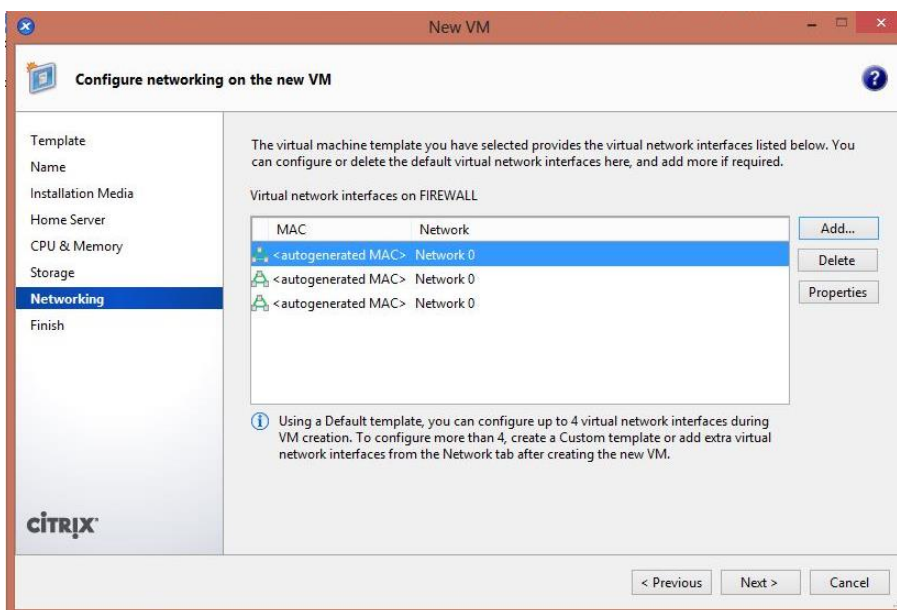 New VM
Configure networking on the new VM
?
Template
Name
Installation Media
Home Server
CPU & Memory
Storage
Networking
Finish
The virtual machine template you have selected provides the virtual network interfaces listed below. You
can configure or delete the default virtual network interfaces here, and add more if required.
Virtual network interfaces on FIREWALL
MAC Network
<autogenerated MAC> Network 0
<autogenerated MAC> Network 0
<autogenerated MAC> Network 0
Add...
Delete
Properties
Using a Default template, you can configure up to 4 virtual network interfaces during
VM creation. To configure more than 4, create a Custom template or add extra virtual
network interfaces from the Network tab after creating the new VM.
CİTRIX
< Previous Next > Cancel